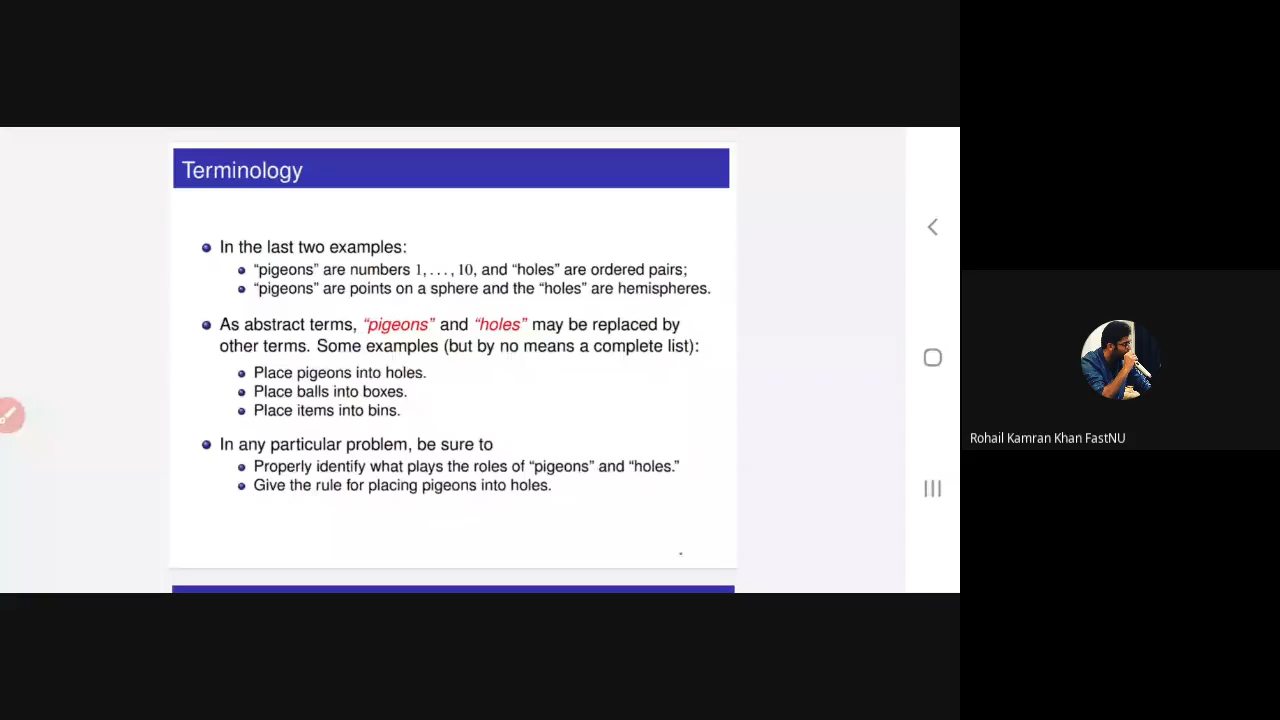 Terminology
In the last two examples:
“pigeons” are numbers 1, . . . , 10, and “holes” are ordered pairs;
“pigeons” are points on a sphere and the “holes” are hemispheres.
As abstract terms, “pigeons” and “holes” may be replaced by
other terms. Some examples (but by no means a complete list):
Place pigeons into holes.
Place balls into boxes.
Place items into bins.
In any particular problem, be sure to
Properly identify what plays the roles of “pigeons” and “holes.”
Give the rule for placing pigeons into holes.
Rohail Kamran Khan FastNU